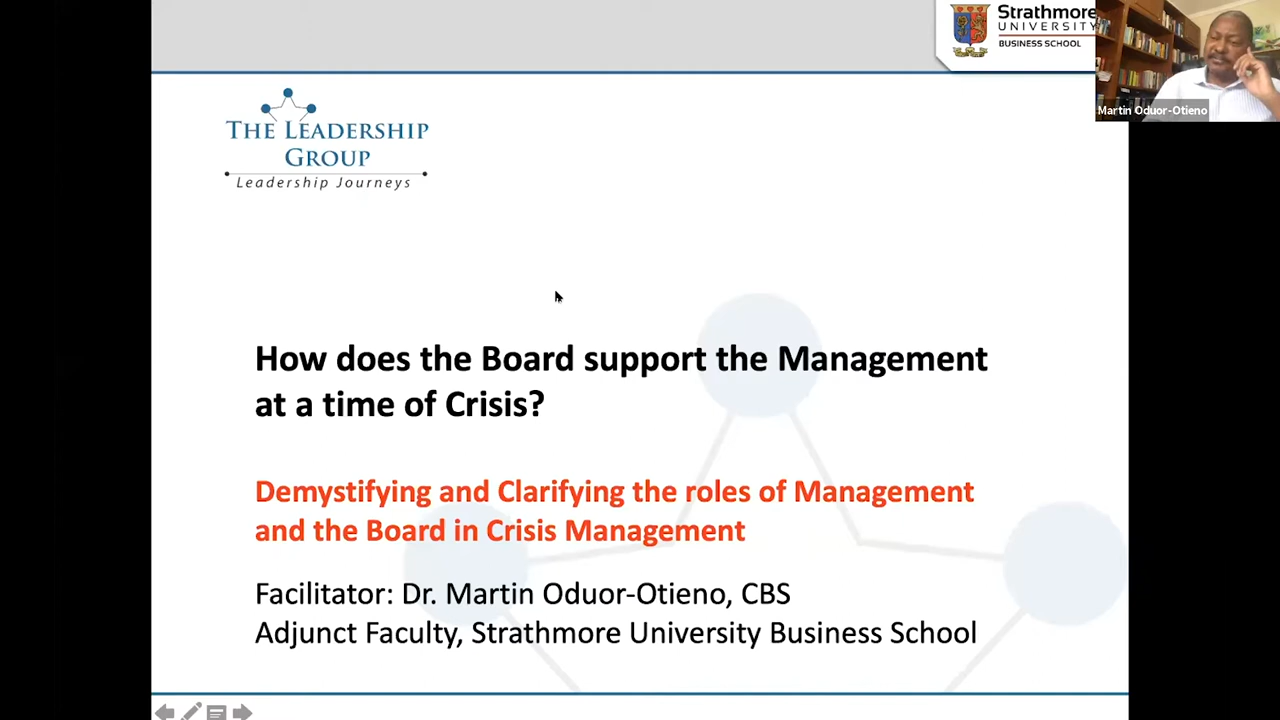 Strathmore
UNIVERSITY
BUSINESS SCHOOL
Martin Oduor-Otieno
THE LEADERSHIP
GROUP
Leadership Journeys
How does the Board support the Management
at a time of Crisis?
Demystifying and Clarifying the roles of Management
and the Board in Crisis Management
Facilitator: Dr. Martin Oduor-Otieno, CBS
Adjunct Faculty, Strathmore University Business School